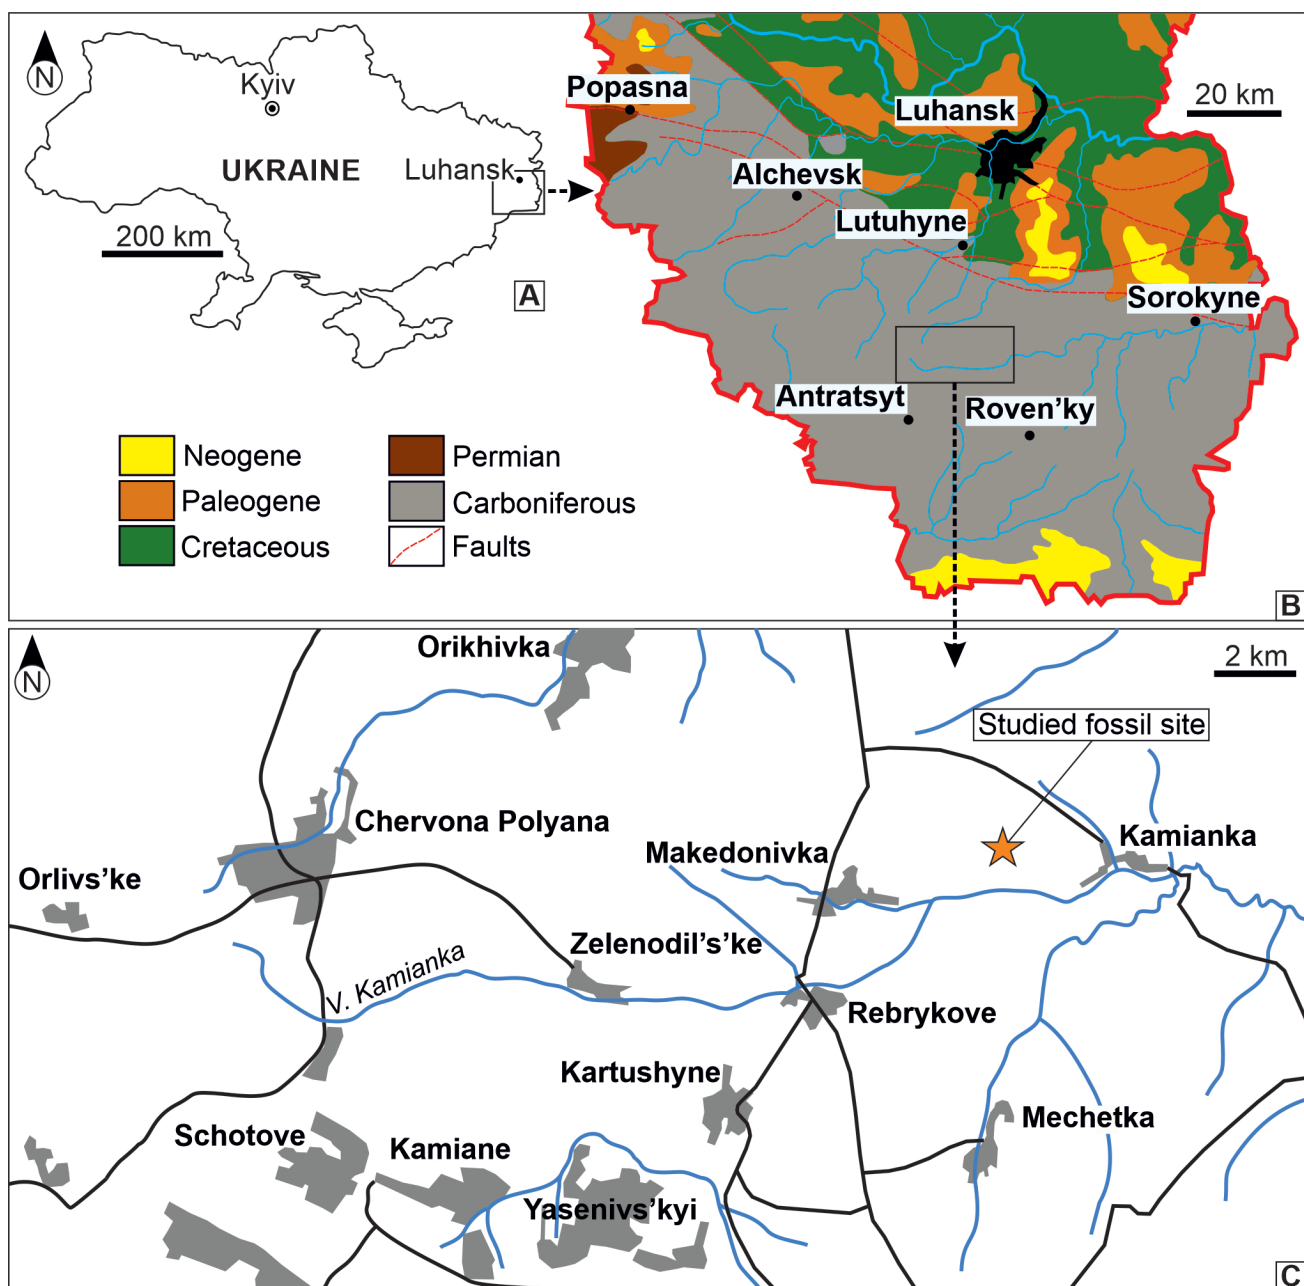 N
Kyiv
UKRAINE
Luhansk
200 km
A
Popasna
Luhansk
20 km
Alchevsk
Lutuhyne
Sorokyne
Antratsyt
Roven'ky
Neogene
Paleogene
Cretaceous
Permian
Carboniferous
Faults
B
N
Orikhivka
2 km
Studied fossil site
Chervona Polyana
Makedonivka
Kamianka
Orlivs'ke
Zelenodil's'ke
V. Kamianka
Rebrykove
Kartushyne
Schotove
Kamiane
Mechetka
Yasenivs'kyi
C